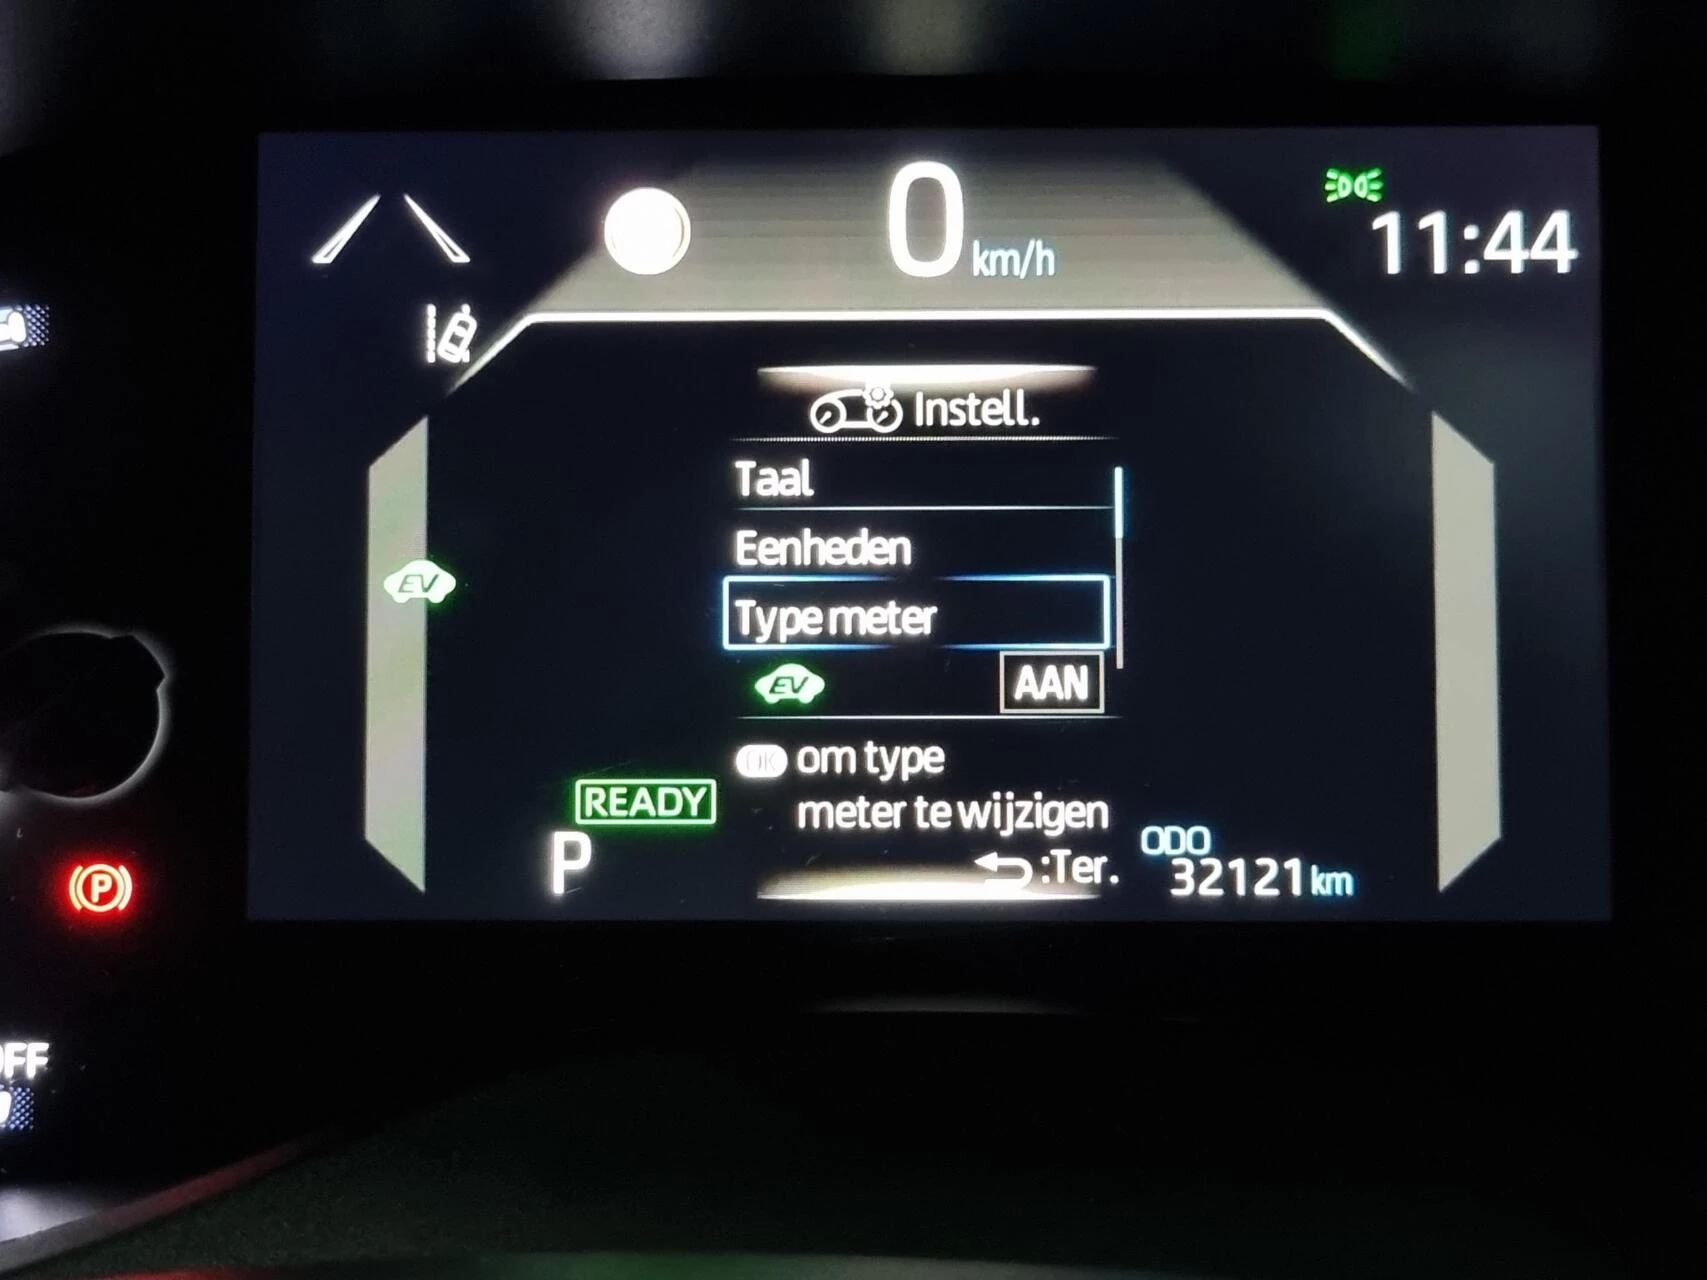 0 km/h
11:44
Instell.
Taal
Eenheden
Type meter
EV
EV
AAN
OK om type
meter te wijzigen
READY
P
:Ter.
ODO
32121 km
P